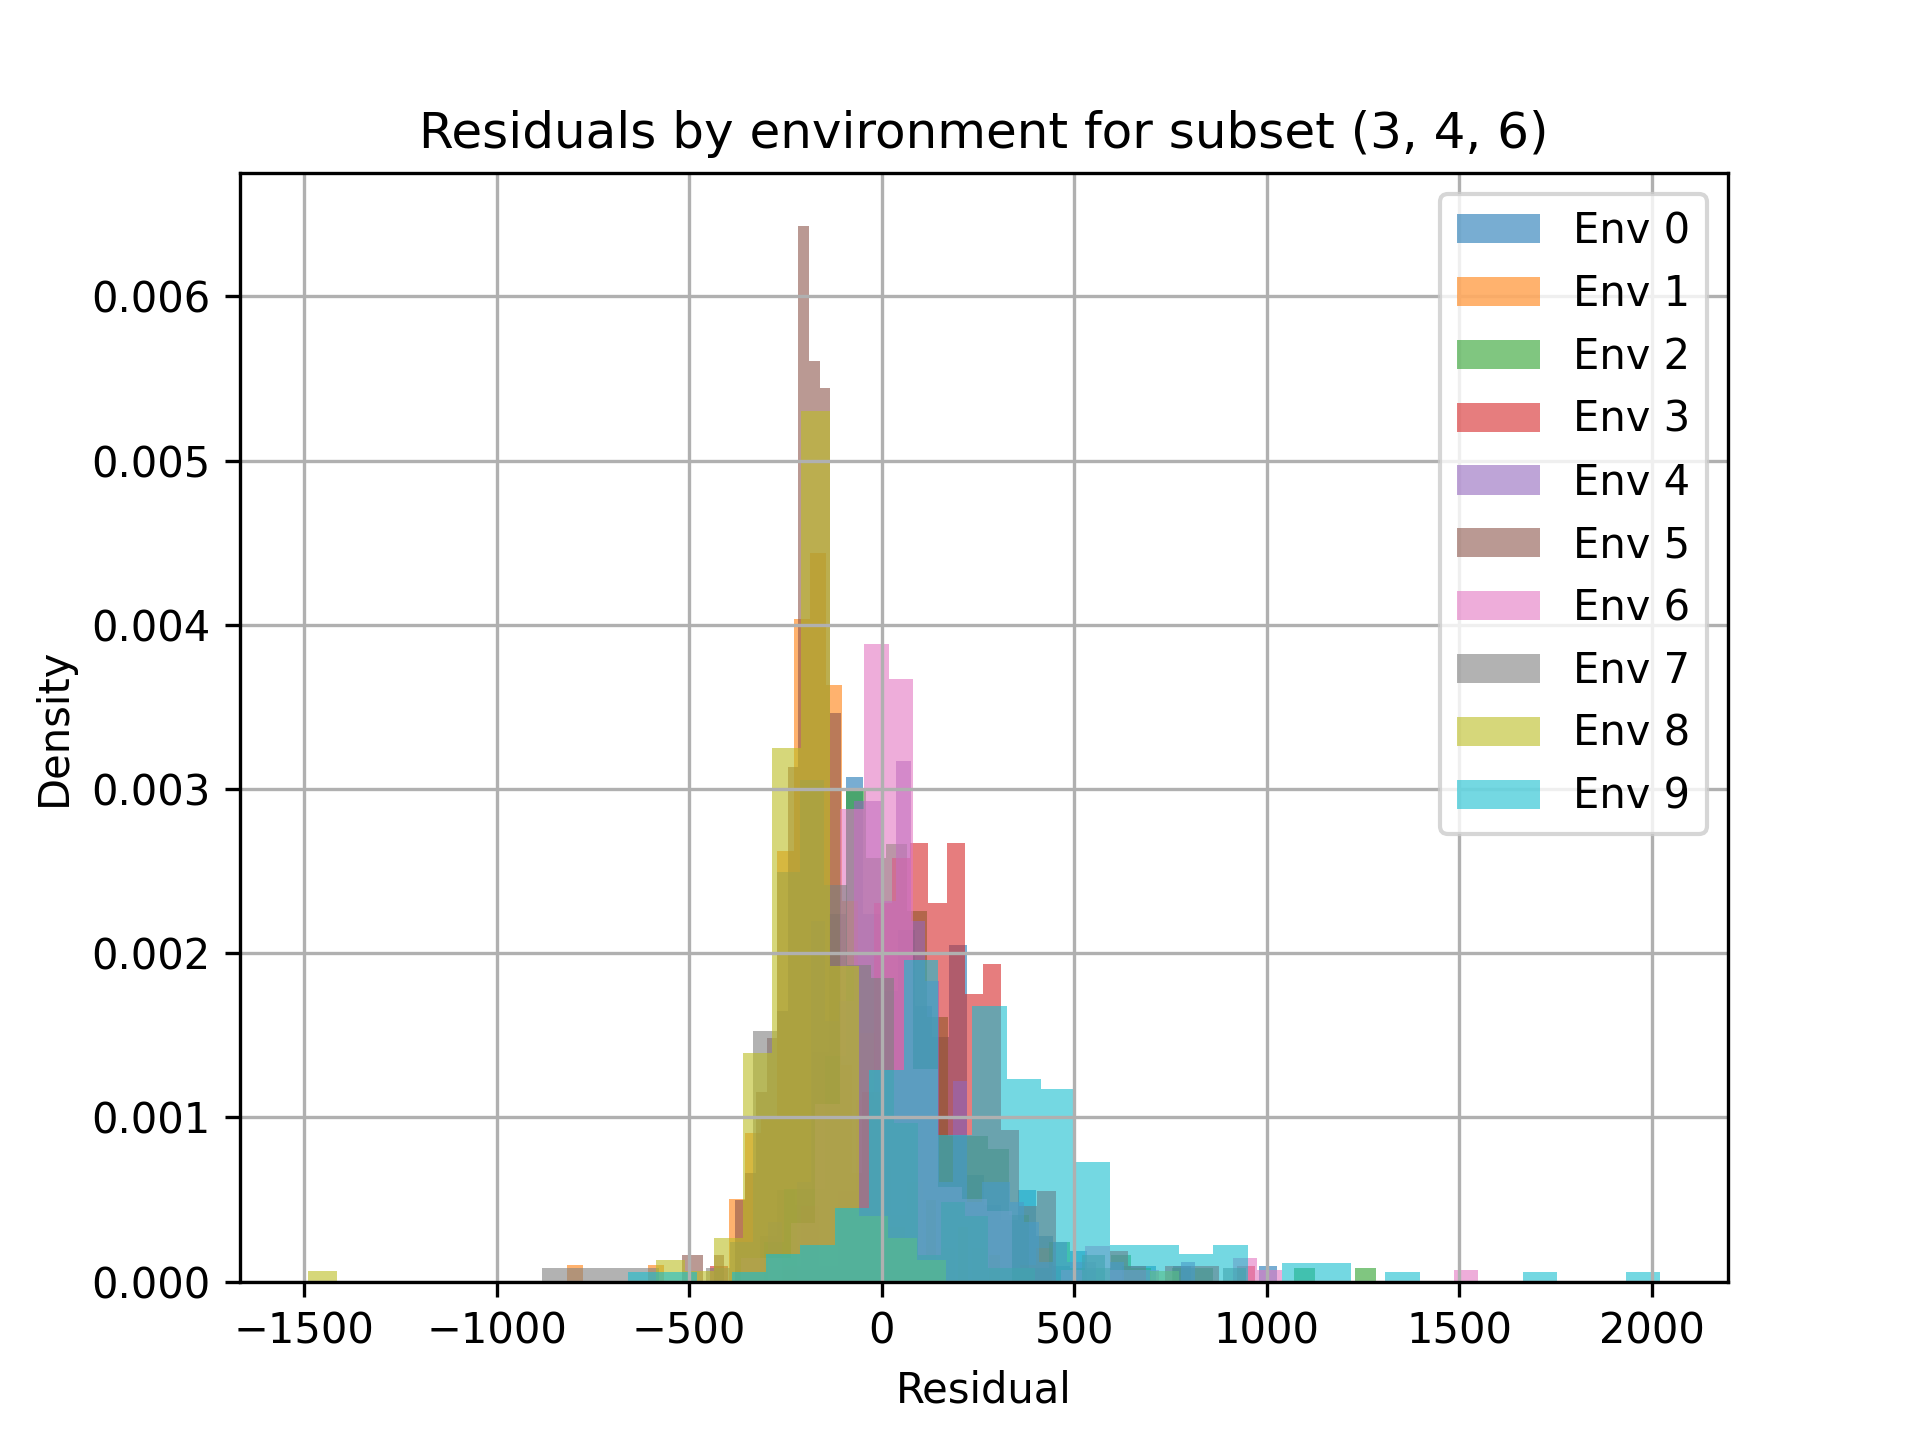 Residuals by environment for subset (3, 4, 6)
Density
0.006
0.005
0.004
0.003
0.002
0.001
0.000
−1500 −1000 −500 0 500 1000 1500 2000
Residual
Env 0
Env 1
Env 2
Env 3
Env 4
Env 5
Env 6
Env 7
Env 8
Env 9